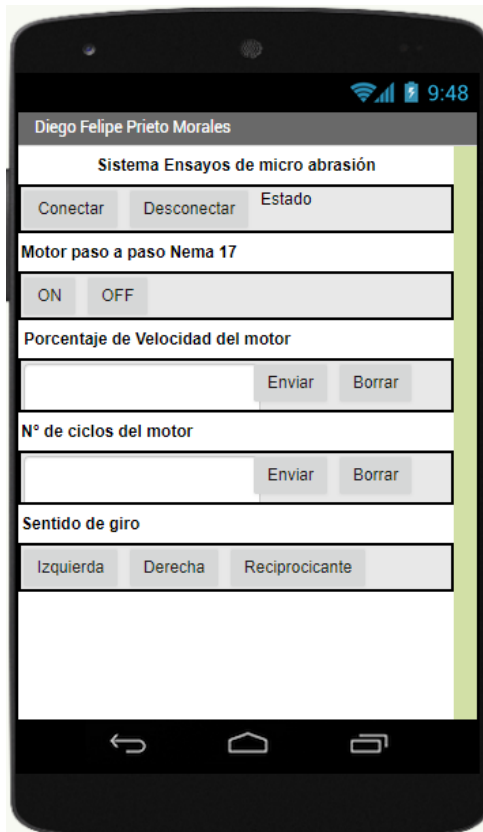 9:48
Diego Felipe Prieto Morales
Sistema Ensayos de micro abrasión
Conectar Desconectar Estado
Motor paso a paso Nema 17
ON OFF
Porcentaje de Velocidad del motor
Enviar Borrar
N° de ciclos del motor
Enviar Borrar
Sentido de giro
Izquierda Derecha Reciprocicante